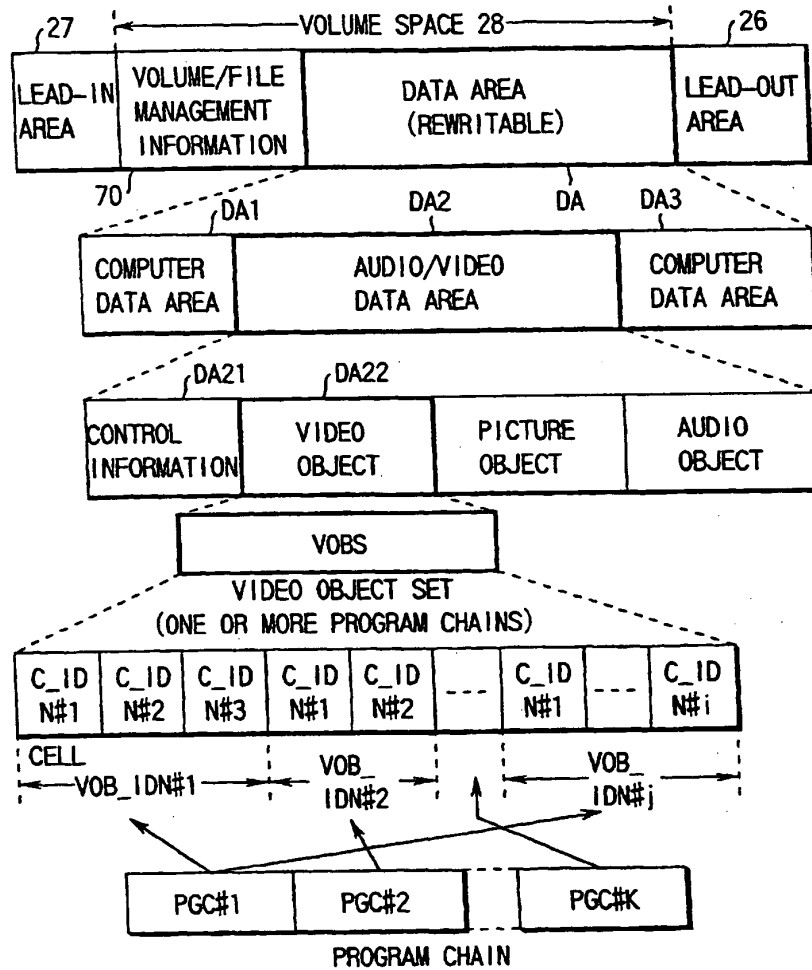 27
VOLUME SPACE 28
26
LEAD-IN
AREA
VOLUME/FILE
MANAGEMENT
INFORMATION
DATA AREA
(REWRITABLE)
LEAD-OUT
AREA
70
DA1
DA2
DA
DA3
COMPUTER
DATA AREA
AUDIO/VIDEO
DATA AREA
COMPUTER
DATA AREA
DA21
DA22
CONTROL
INFORMATION
VIDEO
OBJECT
PICTURE
OBJECT
AUDIO
OBJECT
VOBS
VIDEO OBJECT SET
(ONE OR MORE PROGRAM CHAINS)
C_ID
N#1
C_ID
N#2
C_ID
N#3
C_ID
N#1
C_ID
N#2
C_ID
N#1
C_ID
N#i
CELL
VOB_IDN#1
VOB_
IDN#2
VOB_
IDN#j
PGC#1
PGC#2
PGC#K
PROGRAM CHAIN